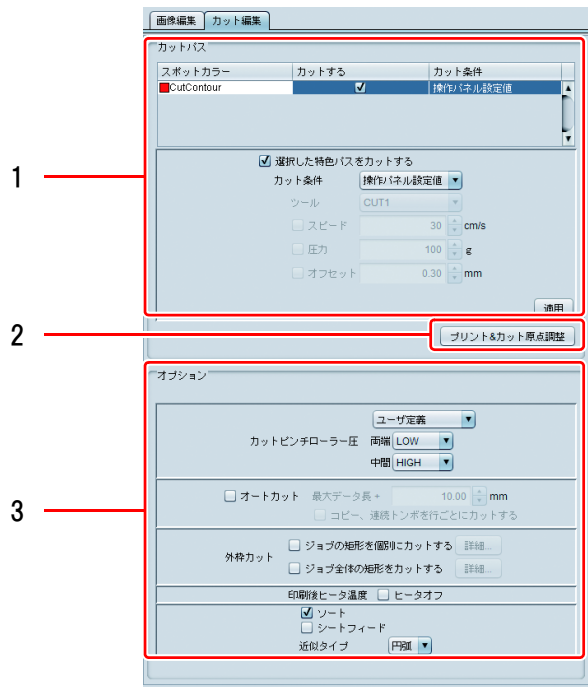 画像編集 カット編集
カットパス
スポットカラー カットする カット条件
CutContour 操作パネル設定値
1
選択した特色パスをカットする
カット条件 操作パネル設定値
ツール CUT1
スピード 30 cm/s
圧力 100 g
オフセット 0.30 mm
適用
2
プリント&カット原点調整
オプション
ユーザ定義
カットピンチローラー圧 両端 LOW
中間 HIGH
3
オートカット 最大データ長+ 10.00 mm
コピー、連続トンボを行ごとにカットする
外枠カット
ジョブの矩形を個別にカットする 詳細...
ジョブ全体の矩形をカットする 詳細...
印刷後ヒータ温度 ヒータオフ
ソート
シートフィード
近似タイプ 円弧